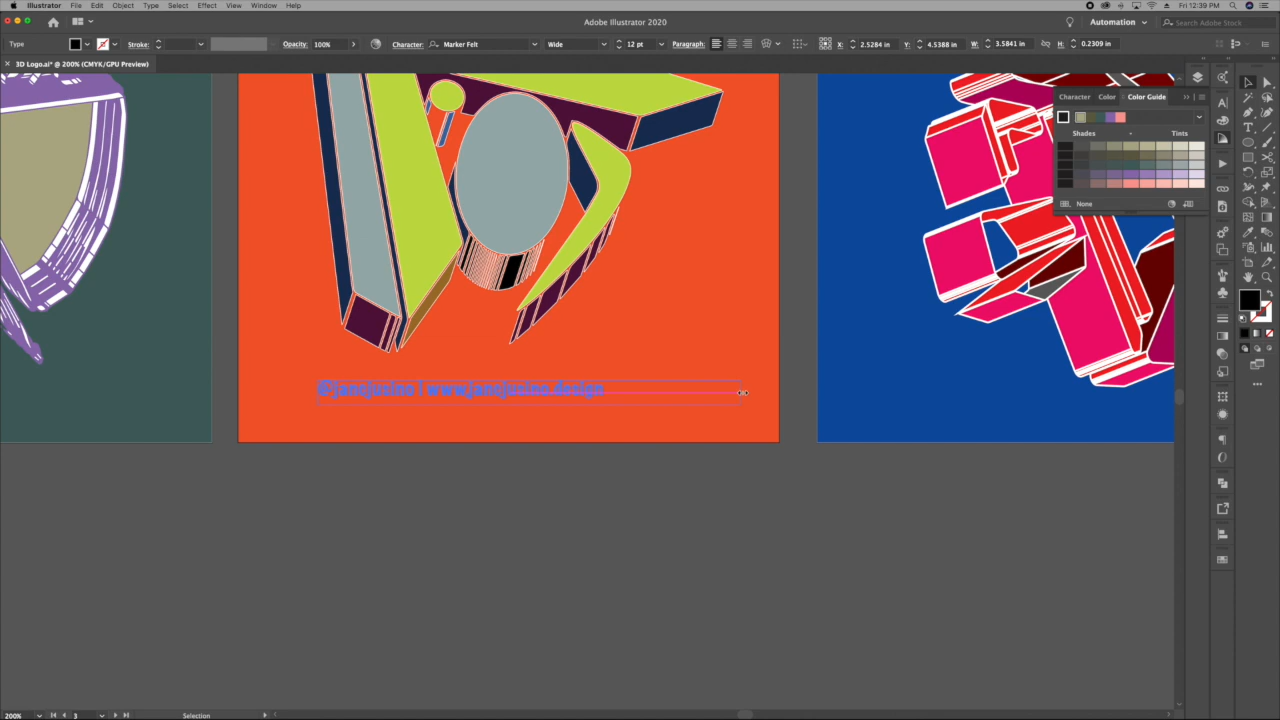 Illustrator File Edit Object Type Select Effect View Window Help
Fri 12:39 PM
Adobe Illustrator 2020
Automation
Search Adobe Stock
Type
Stroke:
Opacity: 100%
Character: Marker Felt
Wide
12 pt
Paragraph:
X: 2.5284 in
Y: 4.5388 in
W: 3.5841 in
H: 0.2309 in
3D Logo.ai* @ 200% (CMYK/GPU Preview)
Character Color Color Guide
Shades
Tints
None
@jancjusino | www.jancjusino.design
200%
3
Selection